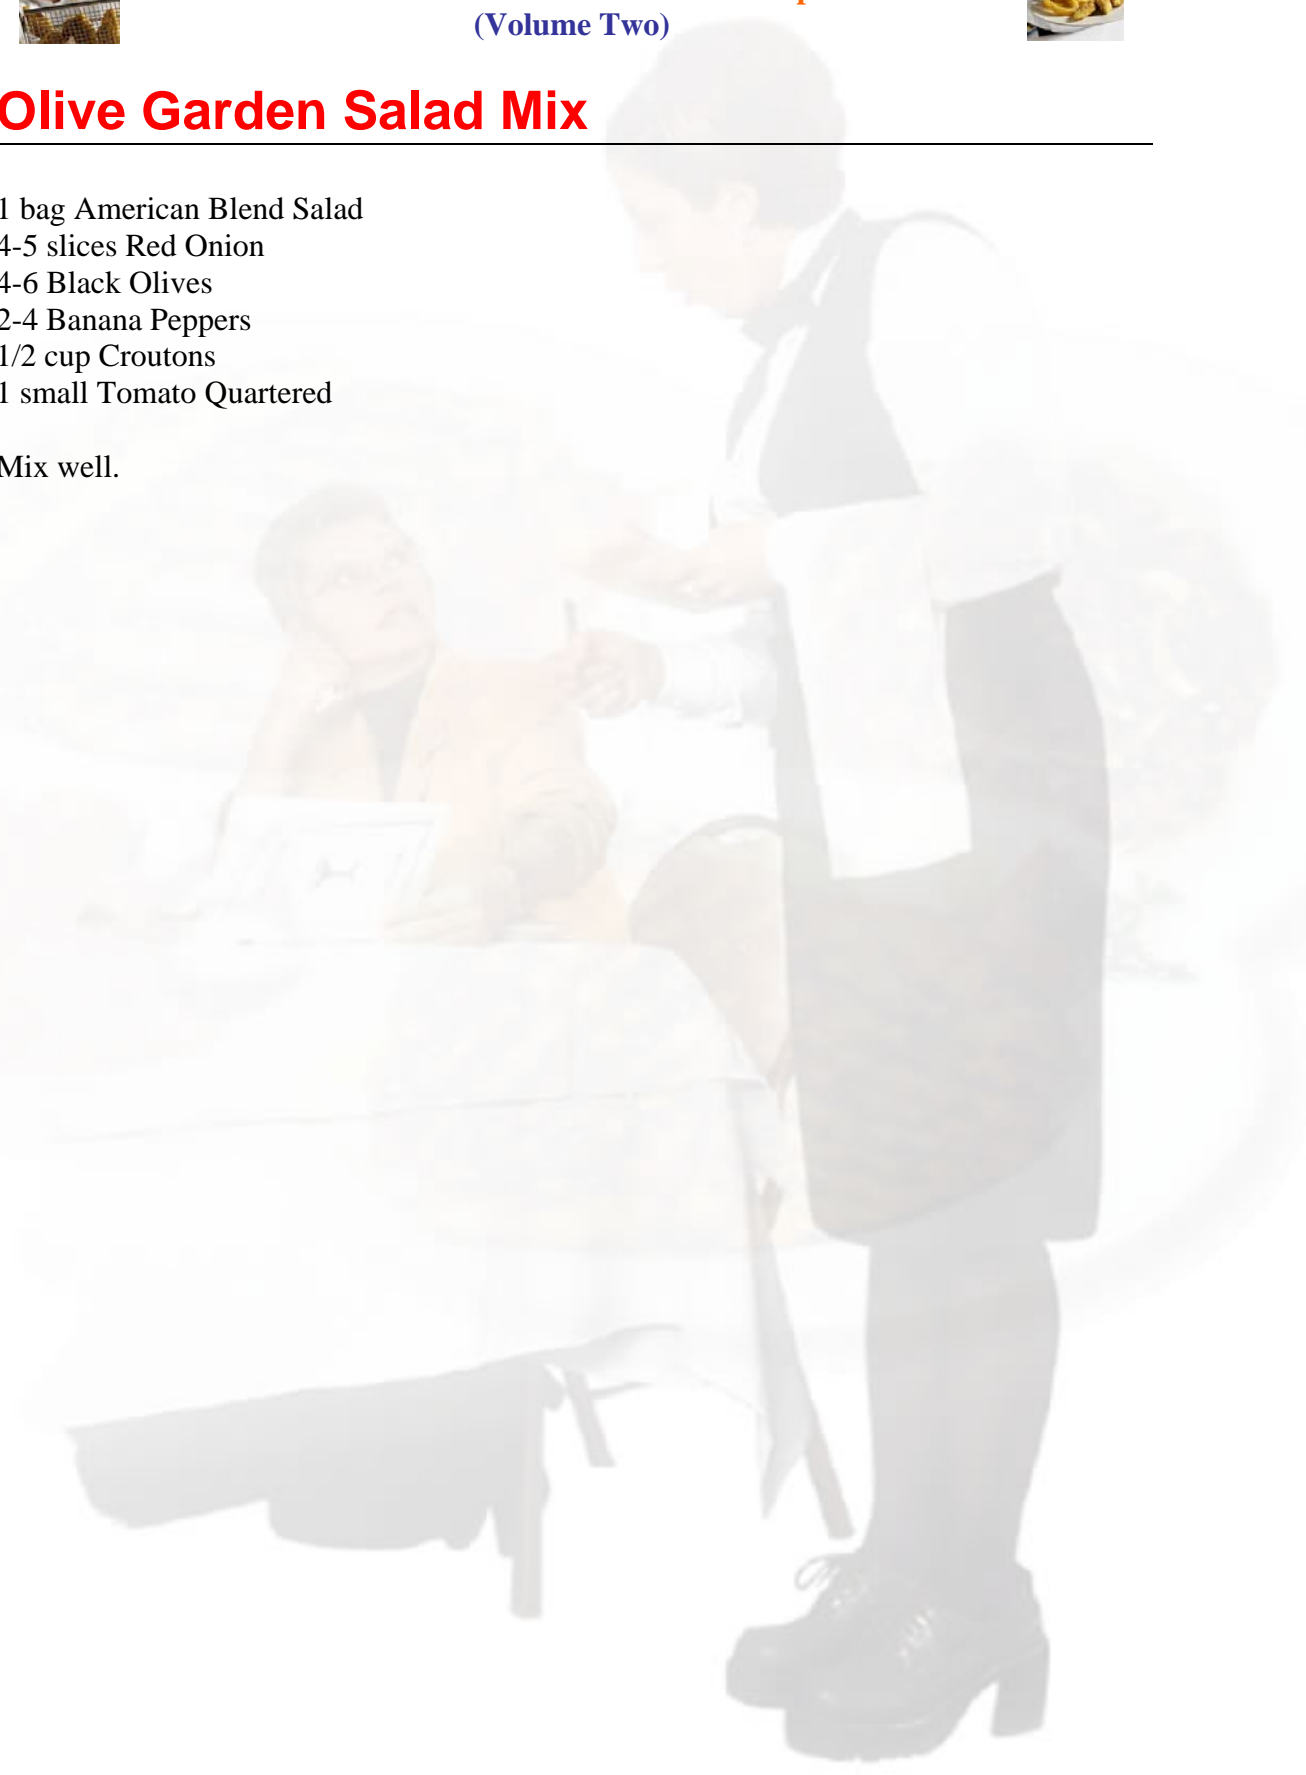 (Volume Two)
Olive Garden Salad Mix
1 bag American Blend Salad
4-5 slices Red Onion
4-6 Black Olives
2-4 Banana Peppers
1/2 cup Croutons
1 small Tomato Quartered
Mix well.